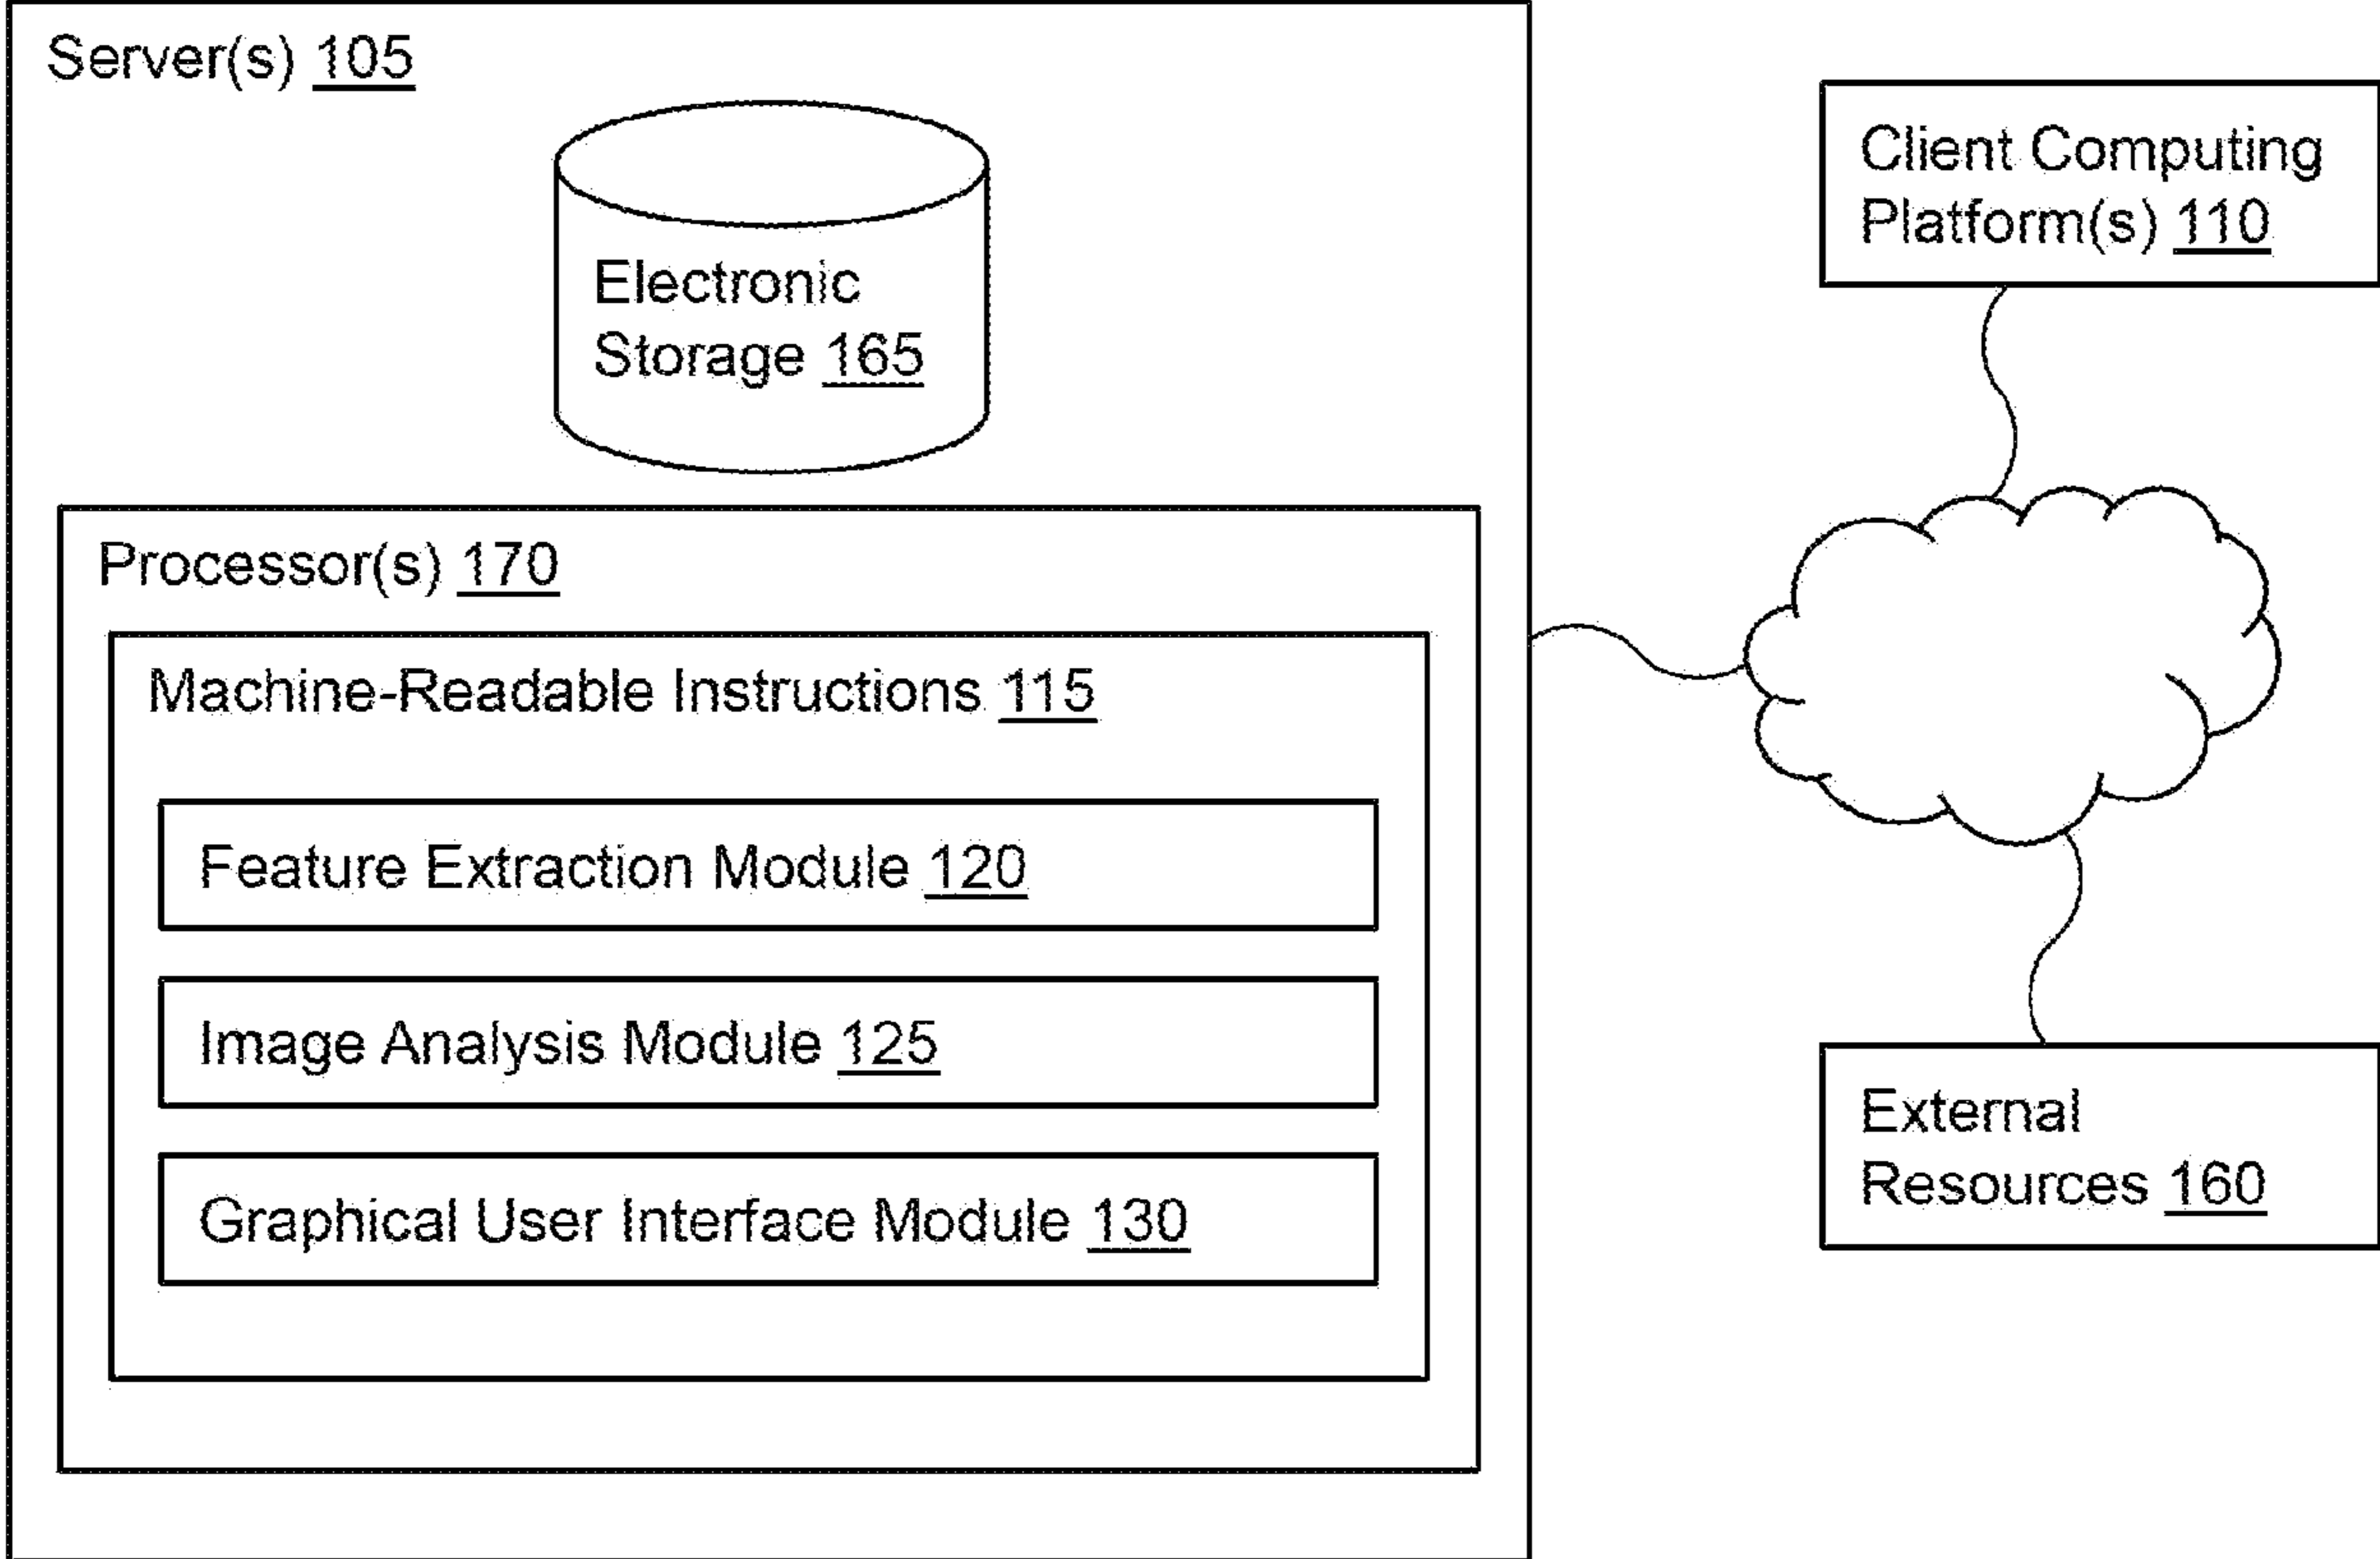 Server(s) 105
Electronic
Storage 165
Processor(s) 170
Machine-Readable Instructions 115
Feature Extraction Module 120
Image Analysis Module 125
Graphical User Interface Module 130
Client Computing
Platform(s) 110
External
Resources 160